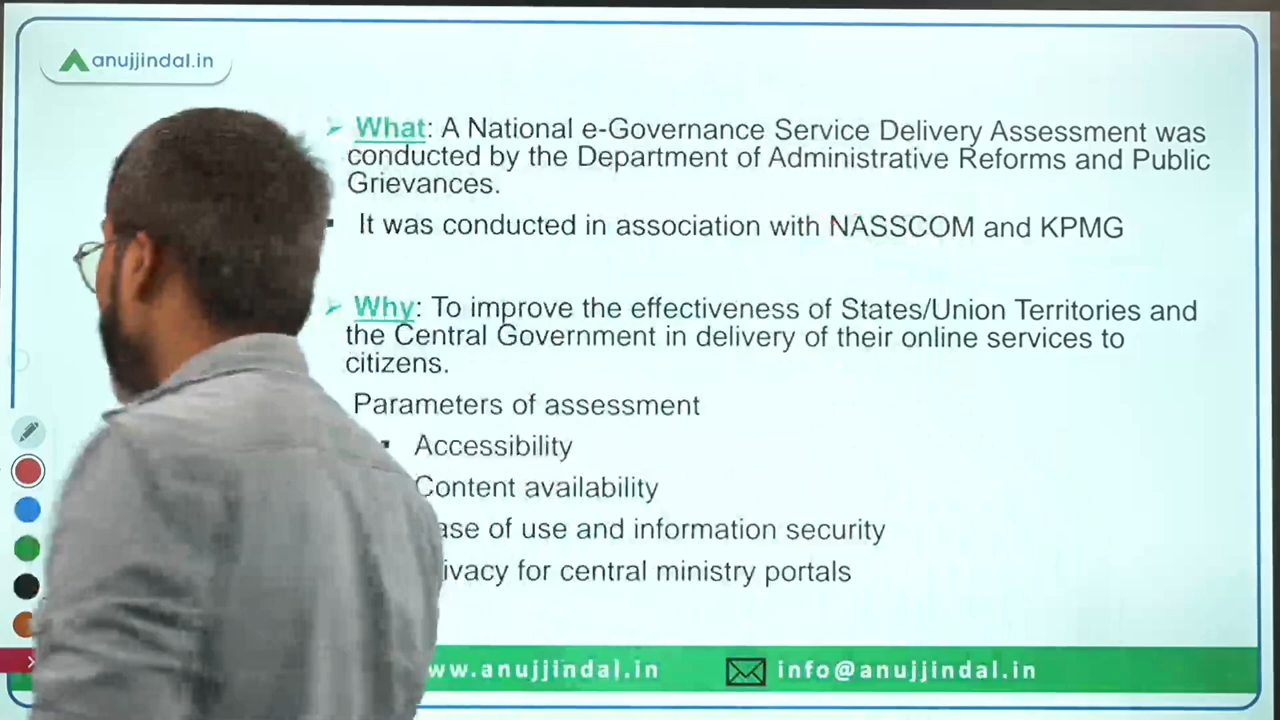 anujjindal.in
What: A National e-Governance Service Delivery Assessment was
conducted by the Department of Administrative Reforms and Public
Grievances.
It was conducted in association with NASSCOM and KPMG
Why: To improve the effectiveness of States/Union Territories and
the Central Government in delivery of their online services to
citizens.
Parameters of assessment
Accessibility
Content availability
of use and information security
for central ministry portals
ww.anujjindal.in info@anujjindal.in